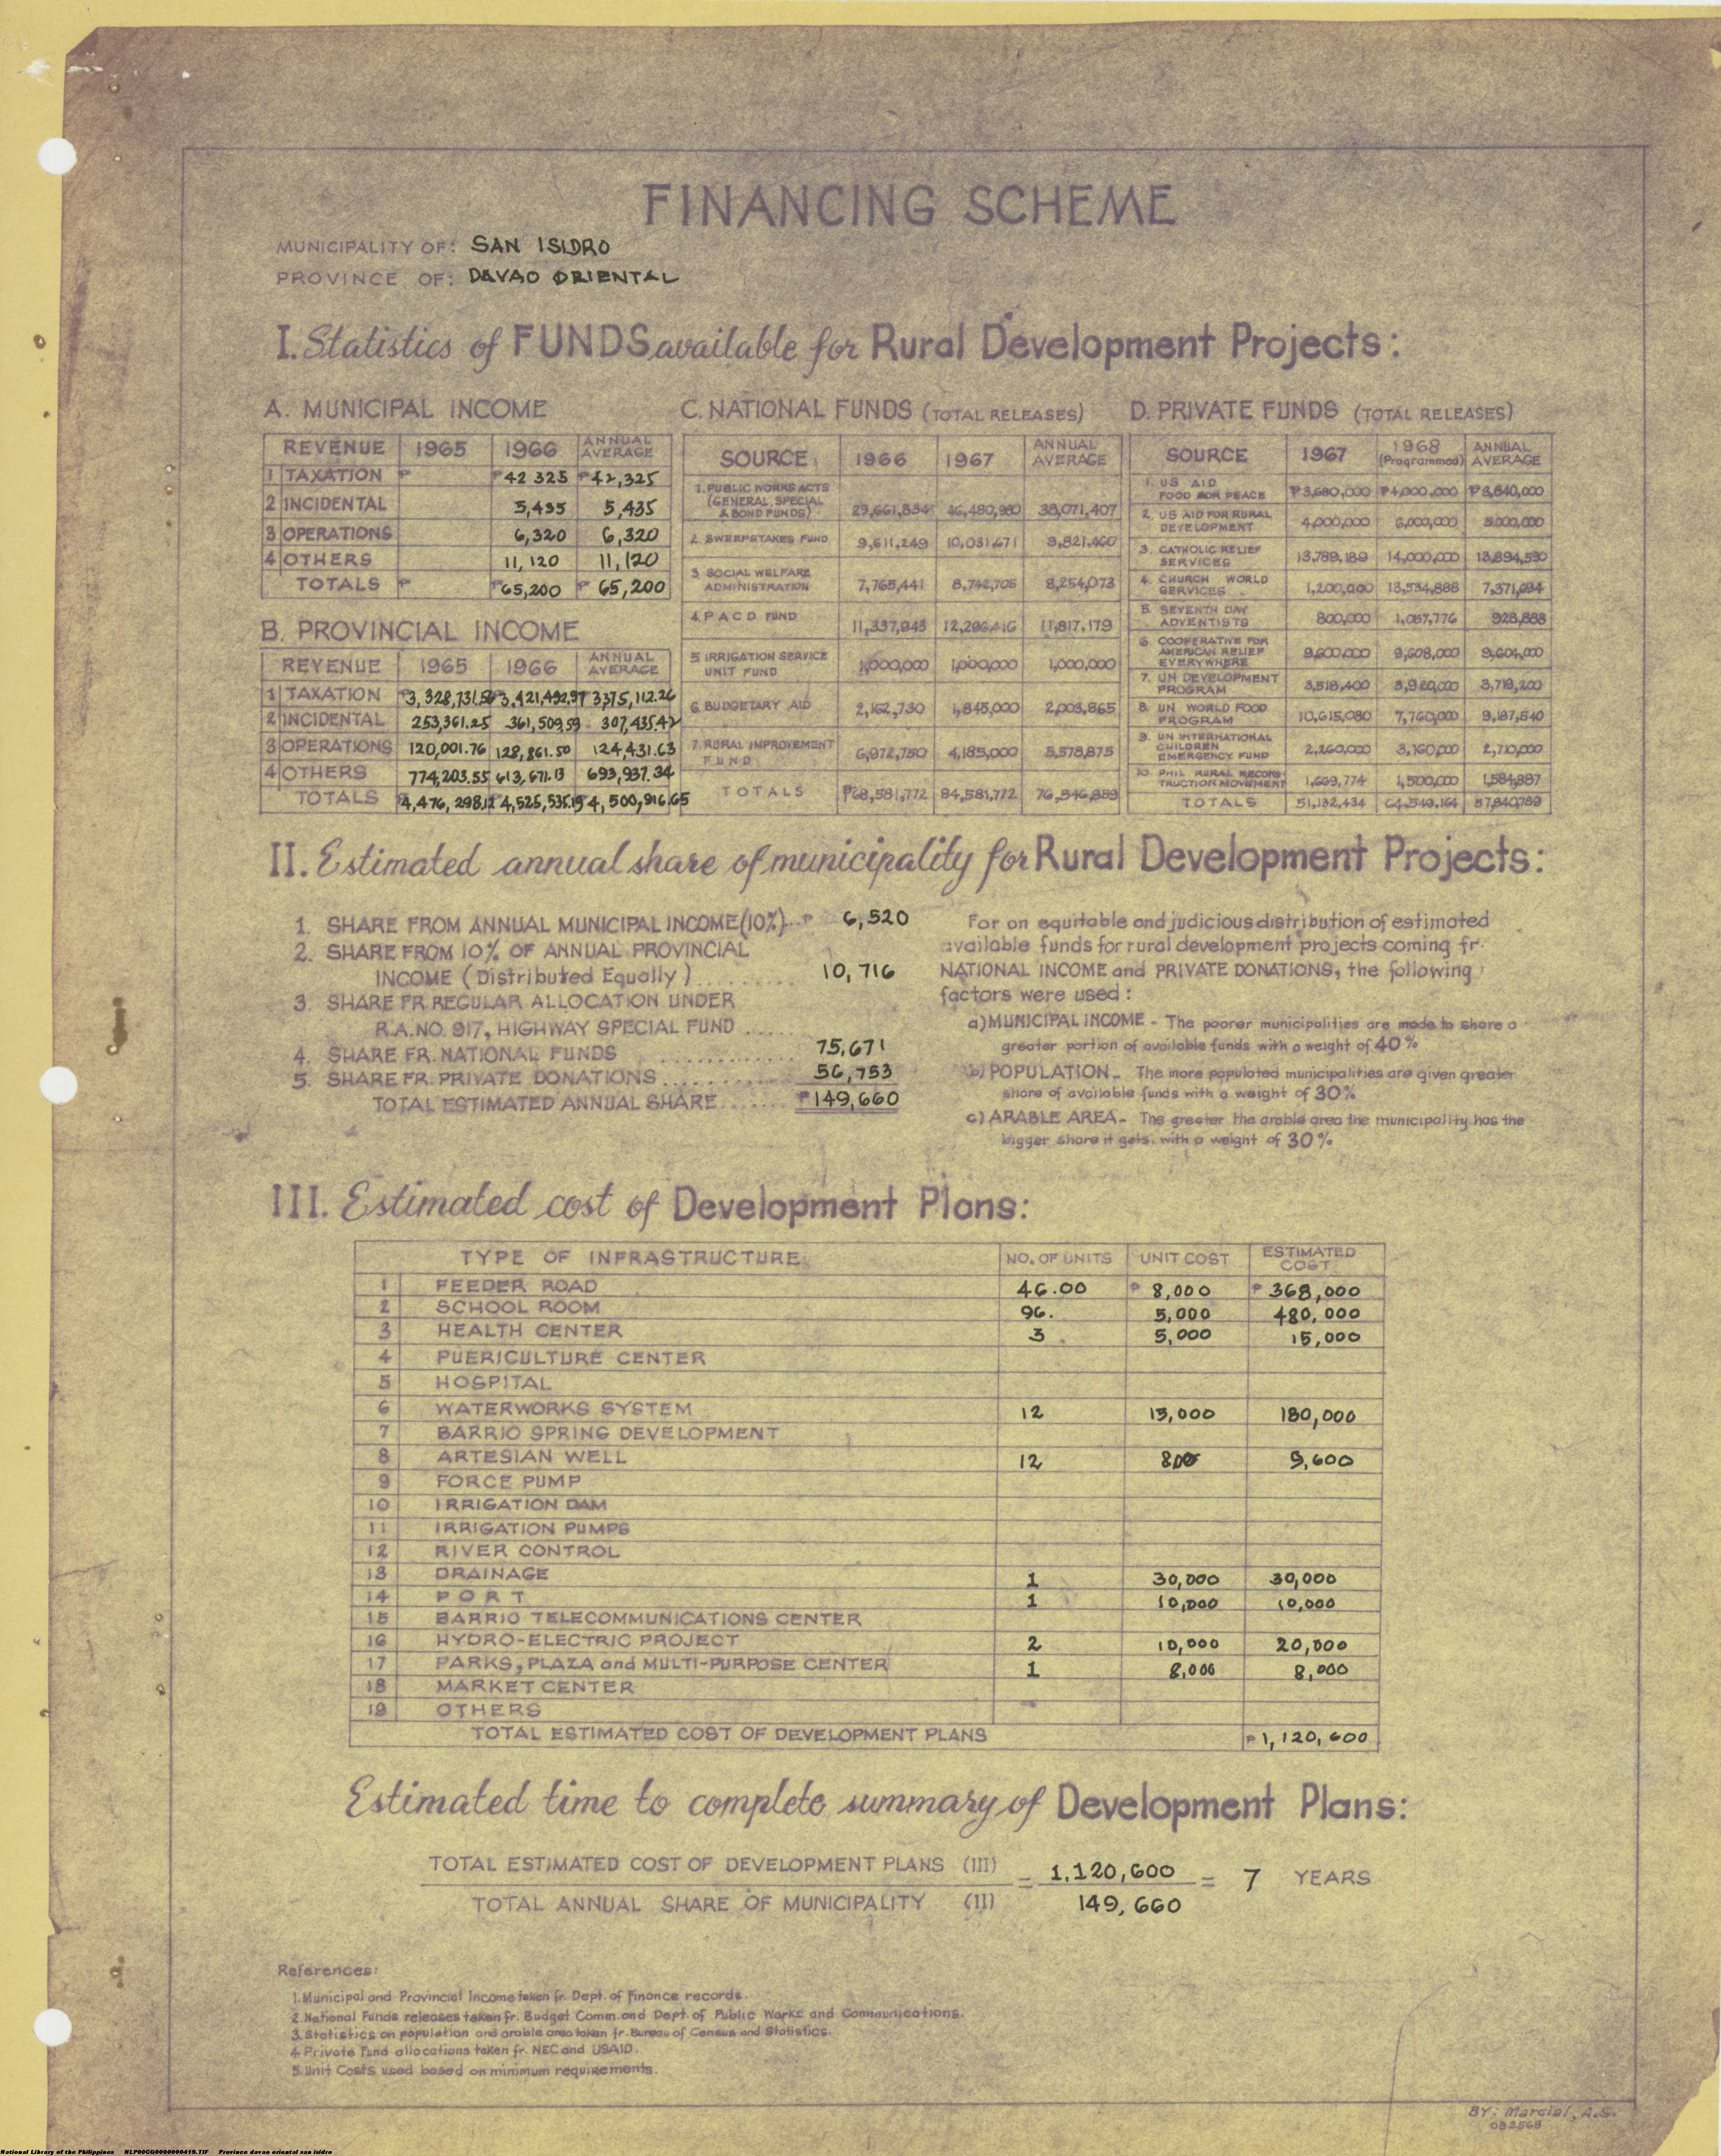 FINANCING SCHEME
MUNICIPALITY OF: SAN ISIDRO
PROVINCE OF: DAVAO ORIENTAL
I. Statistics of FUNDS available for Rural Development Projects:
A. MUNICIPAL INCOME
REVENUE 1965 1966 ANNUAL AVERAGE
1 TAXATION ₱ ₱42 325 ₱42,325
2 INCIDENTAL 5,435 5,435
3 OPERATIONS 6,320 6,320
4 OTHERS 11,120 11,120
TOTALS ₱ ₱65,200 ₱ 65,200
B. PROVINCIAL INCOME
REVENUE 1965 1966 ANNUAL AVERAGE
1 TAXATION ₱3,328,731.56 ₱3,421,492.97 3375,112.26
2 INCIDENTAL 253,361.25 361,509.59 307,435.42
3 OPERATIONS 120,001.76 128,861.50 124,431.63
4 OTHERS 774,203.55 613,671.13 693,937.34
TOTALS 4,476,298.12 4,525,535.19 4,500,916.65
C. NATIONAL FUNDS (TOTAL RELEASES)
SOURCE 1966 1967 ANNUAL AVERAGE
1. PUBLIC WORKS ACTS
(GENERAL, SPECIAL
& BOND FUNDS) 29,661,834 46,480,980 38,071,407
2. SWEEPSTAKES FUND 9,611,249 10,031,671 9,821,460
3. SOCIAL WELFARE
ADMINISTRATION 7,765,441 8,742,705 8,254,073
4. P A C D FUND 11,337,943 12,296,416 11,817,179
5 IRRIGATION SERVICE
UNIT FUND 1,000,000 1,000,000 1,000,000
6. BUDGETARY AID 2,162,730 1,845,000 2,003,865
7. RURAL IMPROVEMENT
FUND 6,972,750 4,185,000 5,578,875
TOTALS ₱68,581,772 84,581,772 76,546,859
D. PRIVATE FUNDS (TOTAL RELEASES)
SOURCE 1967 1968 (Programmed) ANNUAL AVERAGE
1. US AID
FOOD FOR PEACE ₱3,680,000 ₱4,000,000 ₱3,840,000
2. US AID FOR RURAL
DEVELOPMENT 4,000,000 6,000,000 5,000,000
3. CATHOLIC RELIEF
SERVICES 13,789,189 14,000,000 13,894,590
4. CHURCH WORLD
SERVICES 1,200,000 13,534,888 7,371,694
5. SEVENTH DAY
ADVENTISTS 800,000 1,057,776 928,888
6. COOPERATIVE FOR
AMERICAN RELIEF
EVERYWHERE 9,600,000 9,608,000 9,604,000
7. UN DEVELOPMENT
PROGRAM 3,518,400 3,920,000 3,719,200
8. UN WORLD FOOD
PROGRAM 10,615,080 7,760,000 9,187,540
9. UN INTERNATIONAL
CHILDREN
EMERGENCY FUND 2,260,000 3,160,000 2,710,000
10. PHIL RURAL RECONS-
TRUCTION MOVEMENT 1,669,774 1,500,000 1,584,887
TOTALS 51,132,434 64,549,164 57,840,789
II. Estimated annual share of municipality for Rural Development Projects:
1. SHARE FROM ANNUAL MUNICIPAL INCOME (10%)... ₱ 6,520
2. SHARE FROM 10% OF ANNUAL PROVINCIAL
INCOME (Distributed Equally).......... 10,716
3. SHARE FR. REGULAR ALLOCATION UNDER
R.A. NO. 917, HIGHWAY SPECIAL FUND .....
4. SHARE FR. NATIONAL FUNDS ............. 75,671
5. SHARE FR. PRIVATE DONATIONS............. 56,753
TOTAL ESTIMATED ANNUAL SHARE....... ₱149,660
For an equitable and judicious distribution of estimated
available funds for rural development projects coming fr.
NATIONAL INCOME and PRIVATE DONATIONS, the following
factors were used:
a) MUNICIPAL INCOME - The poorer municipalities are made to share a
greater portion of available funds with a weight of 40%
b) POPULATION - The more populated municipalities are given greater
share of available funds with a weight of 30%
c) ARABLE AREA - The greater the arable area the municipality has the
bigger share it gets. with a weight of 30%
III. Estimated cost of Development Plans:
TYPE OF INFRASTRUCTURE NO. OF UNITS UNIT COST ESTIMATED COST
1 FEEDER ROAD 46.00 ₱ 8,000 ₱ 368,000
2 SCHOOL ROOM 96. 5,000 480,000
3 HEALTH CENTER 3 5,000 15,000
4 PUERICULTURE CENTER
5 HOSPITAL
6 WATERWORKS SYSTEM 12 15,000 180,000
7 BARRIO SPRING DEVELOPMENT
8 ARTESIAN WELL 12 800 9,600
9 FORCE PUMP
10 IRRIGATION DAM
11 IRRIGATION PUMPS
12 RIVER CONTROL
13 DRAINAGE 1 30,000 30,000
14 PORT 1 10,000 10,000
15 BARRIO TELECOMMUNICATIONS CENTER
16 HYDRO-ELECTRIC PROJECT 2 10,000 20,000
17 PARKS, PLAZA and MULTI-PURPOSE CENTER 1 8,000 8,000
18 MARKET CENTER
19 OTHERS
TOTAL ESTIMATED COST OF DEVELOPMENT PLANS ₱1,120,600
Estimated time to complete summary of Development Plans:
TOTAL ESTIMATED COST OF DEVELOPMENT PLANS (III) = 1,120,600 = 7 YEARS
TOTAL ANNUAL SHARE OF MUNICIPALITY (II) 149,660
References:
1. Municipal and Provincial Income taken fr. Dept. of Finance records.
2. National Funds releases taken fr. Budget Comm. and Dept. of Public Works and Communications.
3. Statistics on population and arable area taken fr. Bureau of Census and Statistics.
4. Private Fund allocations taken fr. NEC and USAID.
5. Unit Costs used based on minimum requirements.
BY: Marcial, A.S.
082568
National Library of the Philippines NLP00GG0000000419.TIF Province davao oriental san isidro